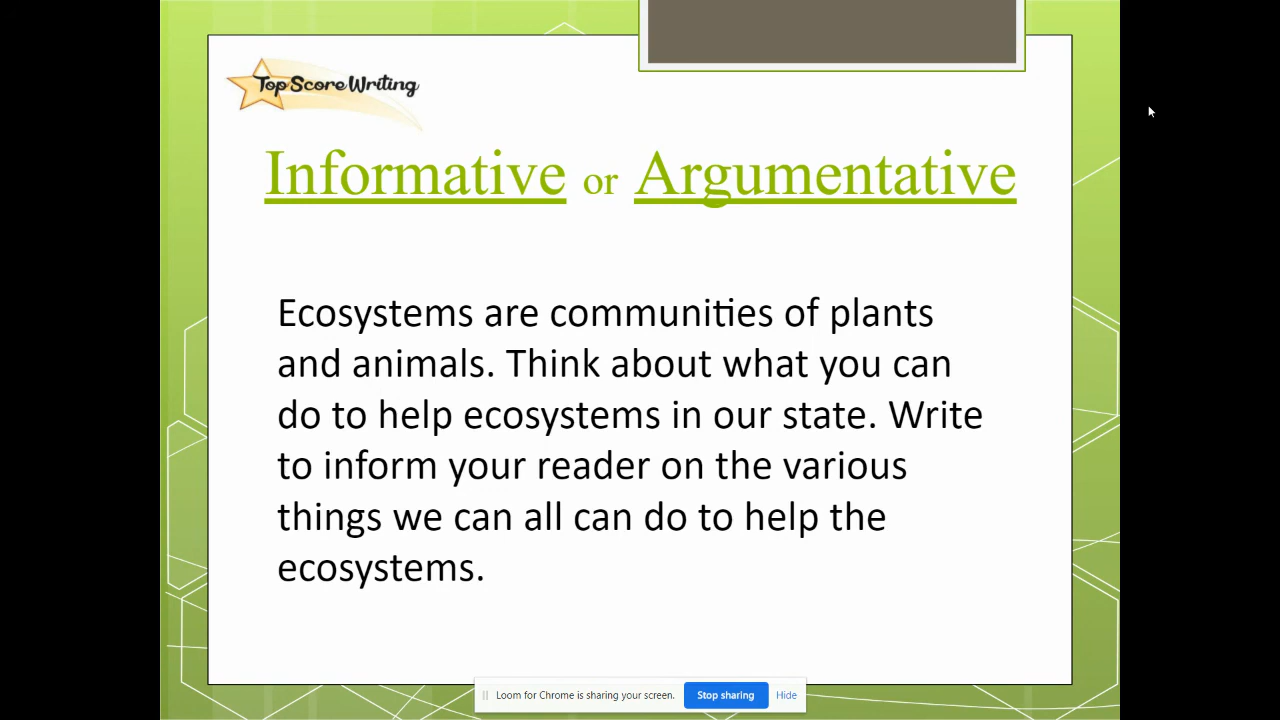 Top Score Writing
Informative or Argumentative
Ecosystems are communities of plants
and animals. Think about what you can
do to help ecosystems in our state. Write
to inform your reader on the various
things we can all can do to help the
ecosystems.
Loom for Chrome is sharing your screen. Stop sharing Hide